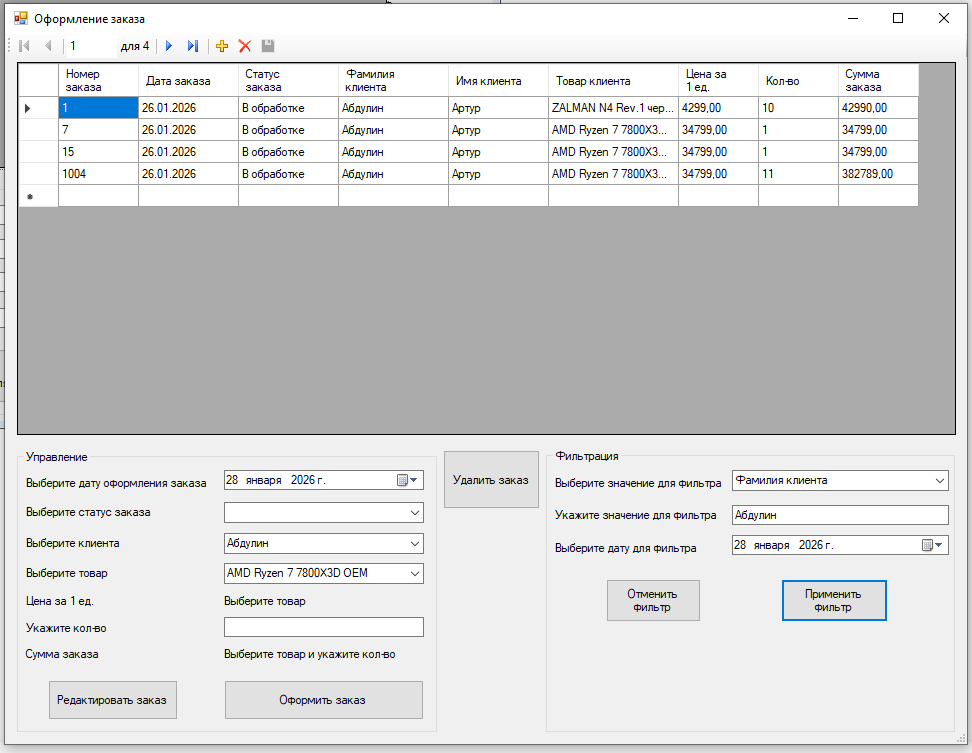 Оформление заказа
1 для 4
Номер заказа Дата заказа Статус заказа Фамилия клиента Имя клиента Товар клиента Цена за 1 ед. Кол-во Сумма заказа
1 26.01.2026 В обработке Абдулин Артур ZALMAN N4 Rev.1 чер... 4299,00 10 42990,00
7 26.01.2026 В обработке Абдулин Артур AMD Ryzen 7 7800X3... 34799,00 1 34799,00
15 26.01.2026 В обработке Абдулин Артур AMD Ryzen 7 7800X3... 34799,00 1 34799,00
1004 26.01.2026 В обработке Абдулин Артур AMD Ryzen 7 7800X3... 34799,00 11 382789,00
Управление
Выберите дату оформления заказа 28 января 2026 г.
Выберите статус заказа
Выберите клиента Абдулин
Выберите товар AMD Ryzen 7 7800X3D OEM
Цена за 1 ед. Выберите товар
Укажите кол-во
Сумма заказа Выберите товар и укажите кол-во
Редактировать заказ Оформить заказ
Удалить заказ
Фильтрация
Выберите значение для фильтра Фамилия клиента
Укажите значение для фильтра Абдулин
Выберите дату для фильтра 28 января 2026 г.
Отменить фильтр Применить фильтр